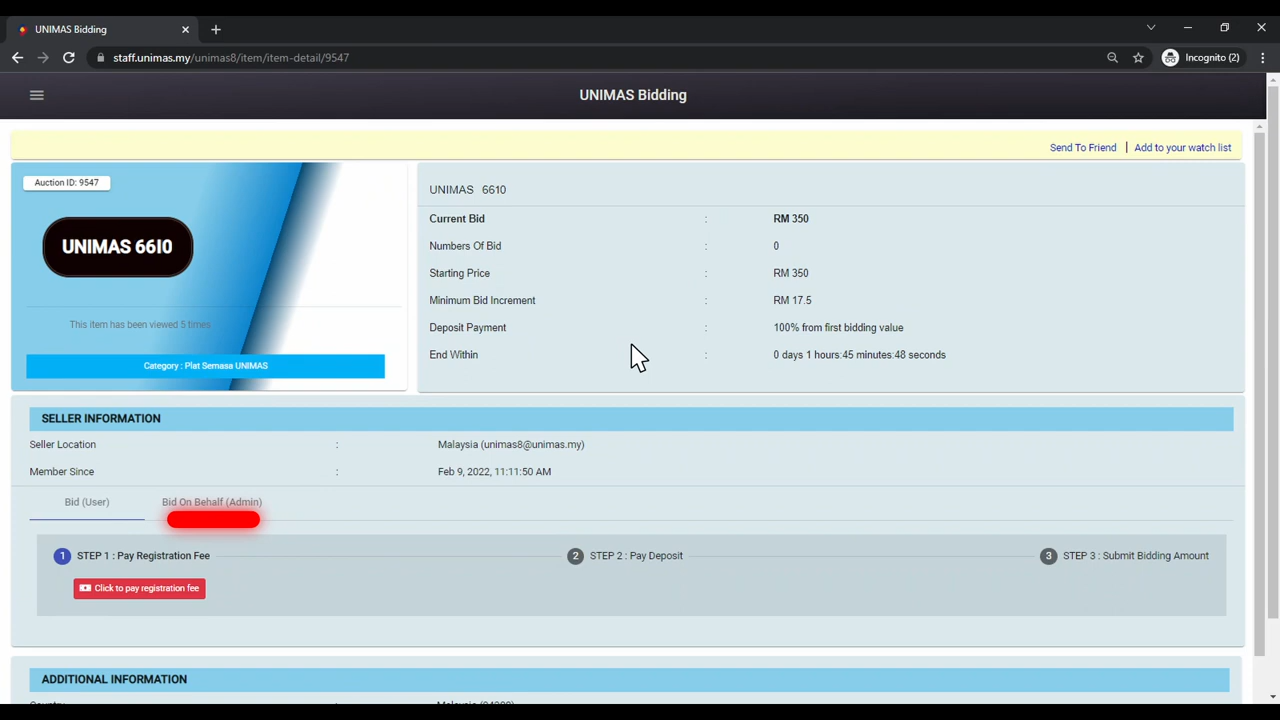 UNIMAS Bidding
staff.unimas.my/unimas8/item/item-detail/9547
Incognito (2)
UNIMAS Bidding
Send To Friend | Add to your watch list
Auction ID: 9547
UNIMAS 66I0
This item has been viewed 5 times
Category : Plat Semasa UNIMAS
UNIMAS 6610
Current Bid : RM 350
Numbers Of Bid : 0
Starting Price : RM 350
Minimum Bid Increment : RM 17.5
Deposit Payment : 100% from first bidding value
End Within : 0 days 1 hours:45 minutes:48 seconds
SELLER INFORMATION
Seller Location : Malaysia (unimas8@unimas.my)
Member Since : Feb 9, 2022, 11:11:50 AM
Bid (User) Bid On Behalf (Admin)
1 STEP 1 : Pay Registration Fee 2 STEP 2 : Pay Deposit 3 STEP 3 : Submit Bidding Amount
Click to pay registration fee
ADDITIONAL INFORMATION